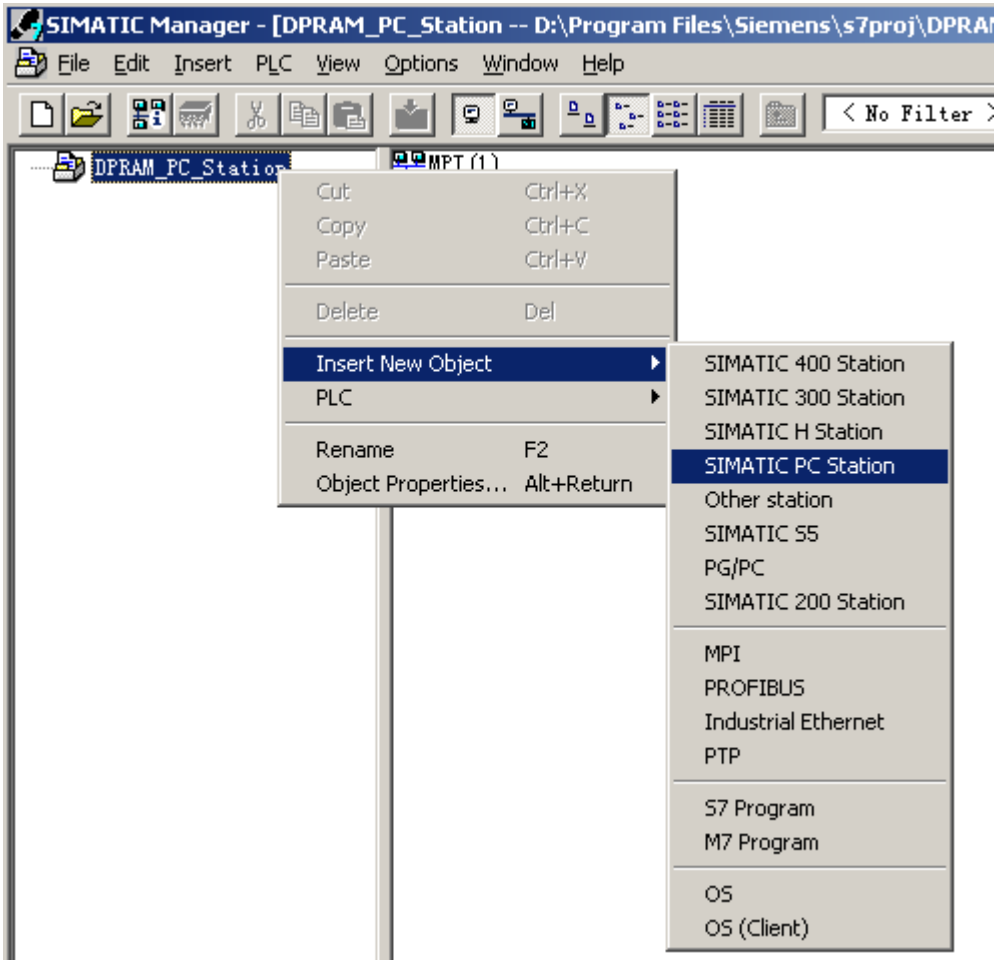 SIMATIC Manager - [DPRAM_PC_Station -- D:\Program Files\Siemens\s7proj\DPRAM
File Edit Insert PLC View Options Window Help
< No Filter >
DPRAM_PC_Station
MPI(1)
Cut Ctrl+X
Copy Ctrl+C
Paste Ctrl+V
Delete Del
Insert New Object
PLC
Rename F2
Object Properties... Alt+Return
SIMATIC 400 Station
SIMATIC 300 Station
SIMATIC H Station
SIMATIC PC Station
Other station
SIMATIC S5
PG/PC
SIMATIC 200 Station
MPI
PROFIBUS
Industrial Ethernet
PTP
S7 Program
M7 Program
OS
OS (Client)